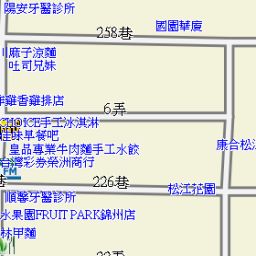 陽安牙醫診所
國園華廈
258巷
麻子涼麵
吐司兄妹
雞香雞排店
6弄
CHOICE手工冰淇淋
佳味早餐吧
康合松江
皇品專業牛肉麵手工水餃
台灣彩券榮洲商行
FM
226巷
松江花園
順馨牙醫診所
水果園FRUIT PARK錦州店
林甲麵